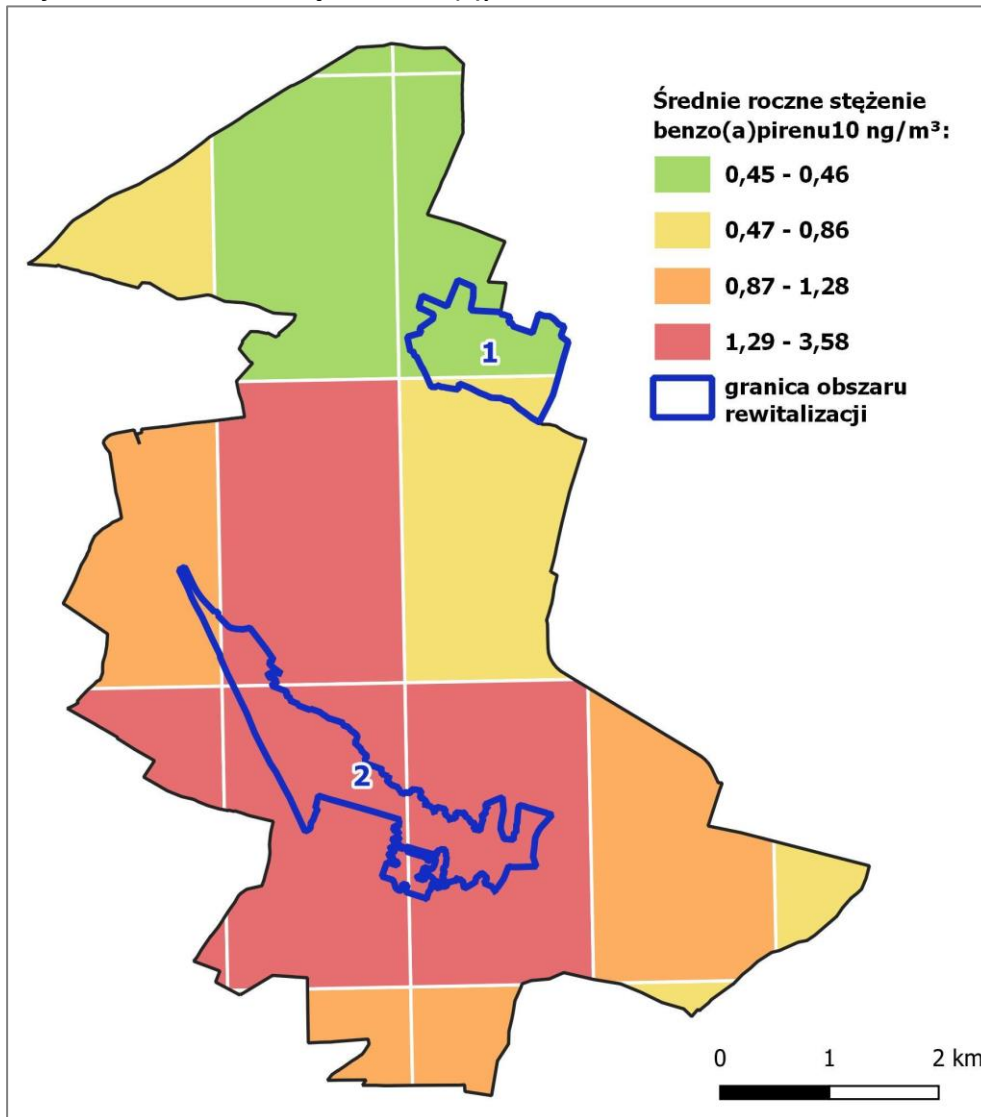 Średnie roczne stężenie
benzo(a)pirenu10 ng/m³:
0,45 - 0,46
0,47 - 0,86
0,87 - 1,28
1,29 - 3,58
granica obszaru
rewitalizacji
1
2
0 1 2 km